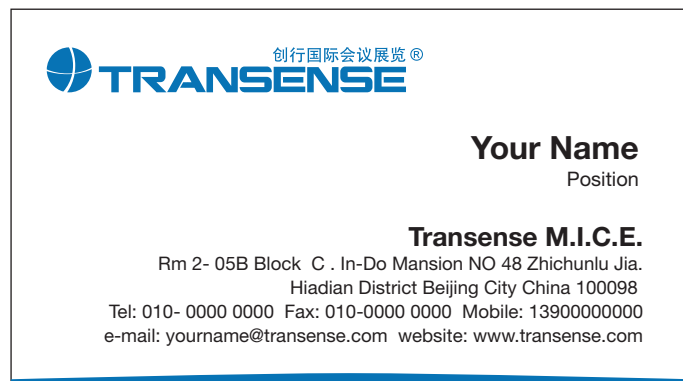 创行国际会议展览®
TRANSENSE
Your Name
Position
Transense M.I.C.E.
Rm 2- 05B Block  C . In-Do Mansion NO 48 Zhichunlu Jia.
Hiadian District Beijing City China 100098
Tel: 010- 0000 0000  Fax: 010-0000 0000  Mobile: 13900000000
e-mail: yourname@transense.com  website: www.transense.com